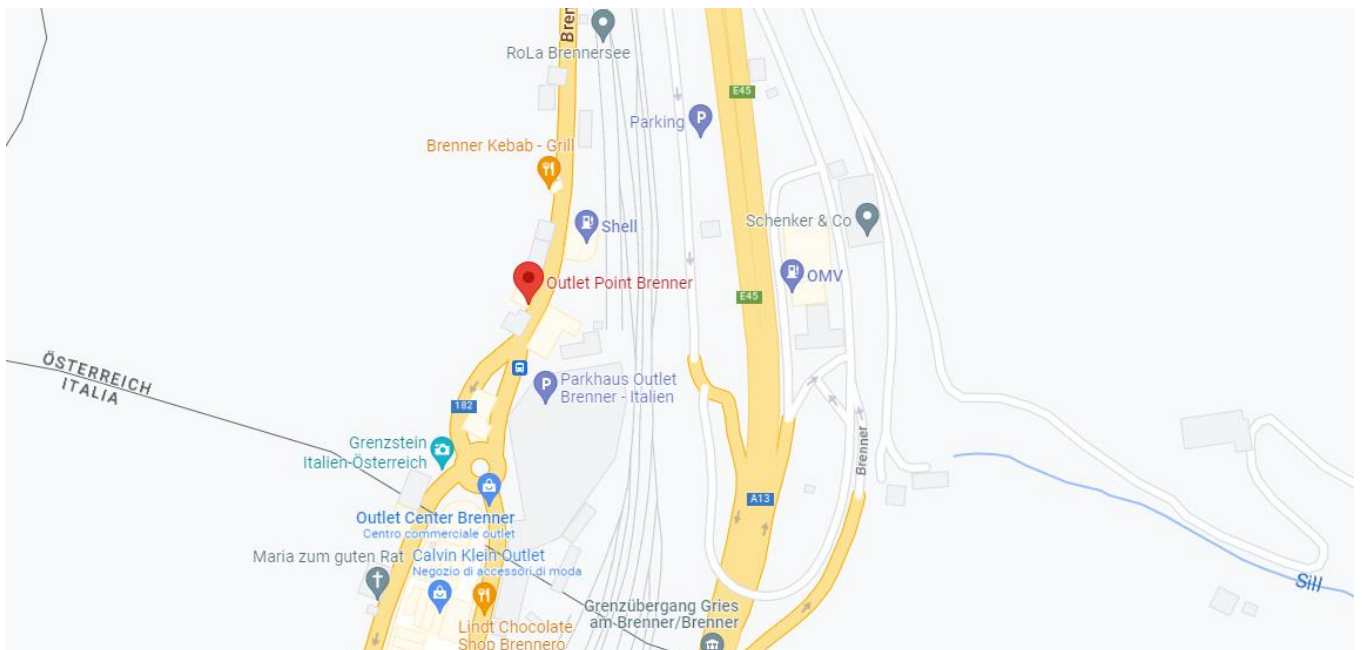 Bren
RoLa Brennersee
E45
Parking
P
Brenner Kebab - Grill
Shell
Schenker & Co
OMV
Outlet Point Brenner
E45
ÖSTERREICH
ITALIA
P
Parkhaus Outlet
Brenner - Italien
182
Grenzstein
Italien-Österreich
Brenner
A13
Outlet Center Brenner
Centro commerciale outlet
Maria zum guten Rat
Calvin Klein Outlet
Negozio di accessori di moda
Sill
Grenzübergang Gries
am-Brenner/Brenner
Lindt Chocolate
Shop Brennero